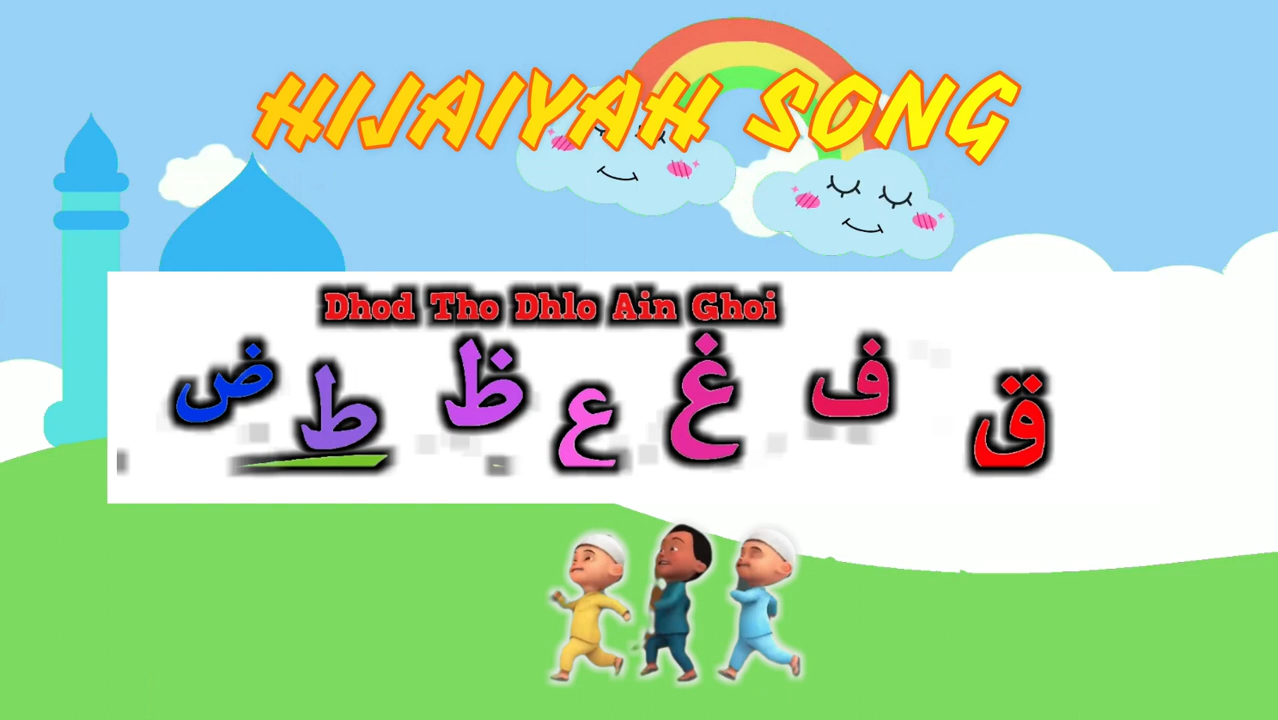 HIJAIYAH SONG
Dhod Tho Dhlo Ain Ghoi
ض ط ظ ع غ ف ق